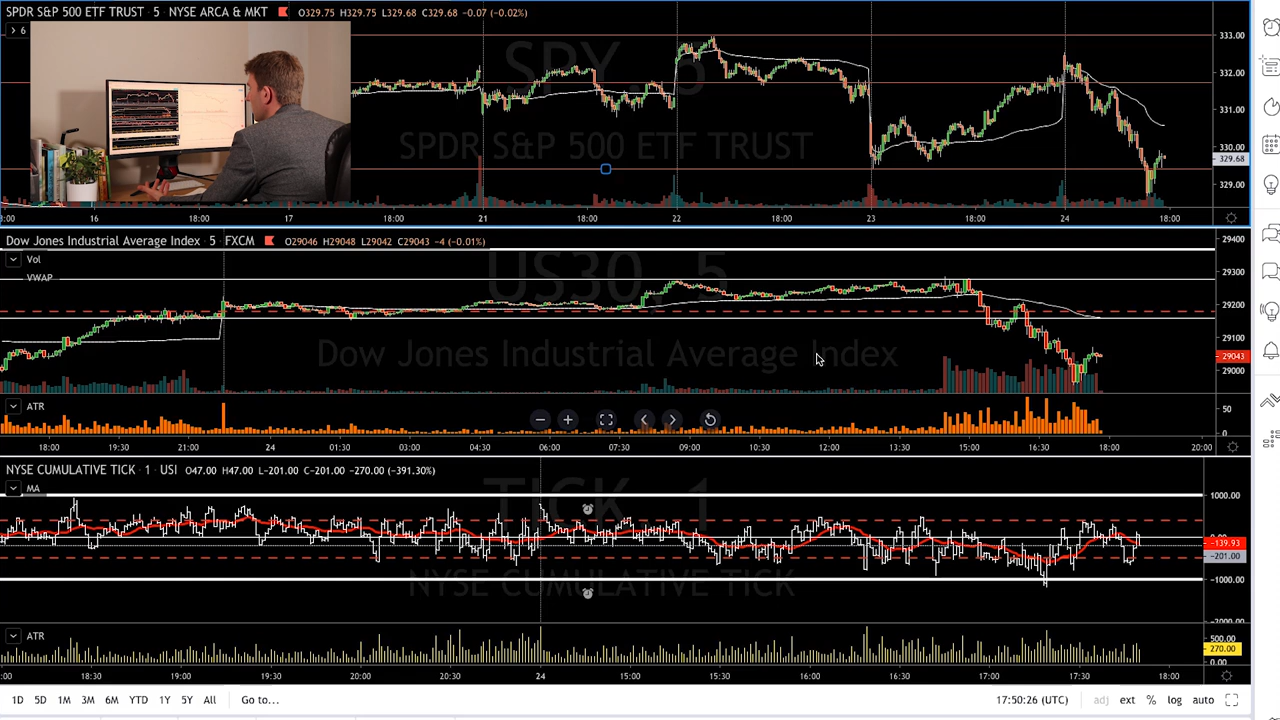 SPDR S&P 500 ETF TRUST · 5 · NYSE ARCA & MKT O329.75 H329.75 L329.68 C329.68 -0.07 (-0.02%)
6
SPY, 5
SPDR S&P 500 ETF TRUST
333.00
332.00
331.00
330.00
329.68
329.00
3:00 16 18:00 17 18:00 21 18:00 22 18:00 23 18:00 24 18:00
Dow Jones Industrial Average Index · 5 · FXCM O29046 H29048 L29042 C29043 -4 (-0.01%)
Vol
VWAP
US30, 5
Dow Jones Industrial Average Index
29400
29300
29200
29100
29043
29000
ATR
50
0
18:00 19:30 21:00 24 01:30 03:00 04:30 06:00 07:30 09:00 10:30 12:00 13:30 15:00 16:30 18:00 20:00
NYSE CUMULATIVE TICK · 1 · USI O47.00 H47.00 L-201.00 C-201.00 -270.00 (-391.30%)
MA
TICK, 1
NYSE CUMULATIVE TICK
1000.00
0.00
-139.93
-201.00
-1000.00
-2000.00
ATR
500.00
270.00
0.00
:00 18:30 19:00 19:30 20:00 20:30 24 15:00 15:30 16:00 16:30 17:00 17:30 18:00
1D 5D 1M 3M 6M YTD 1Y 5Y All Go to... 17:50:26 (UTC) adj ext % log auto